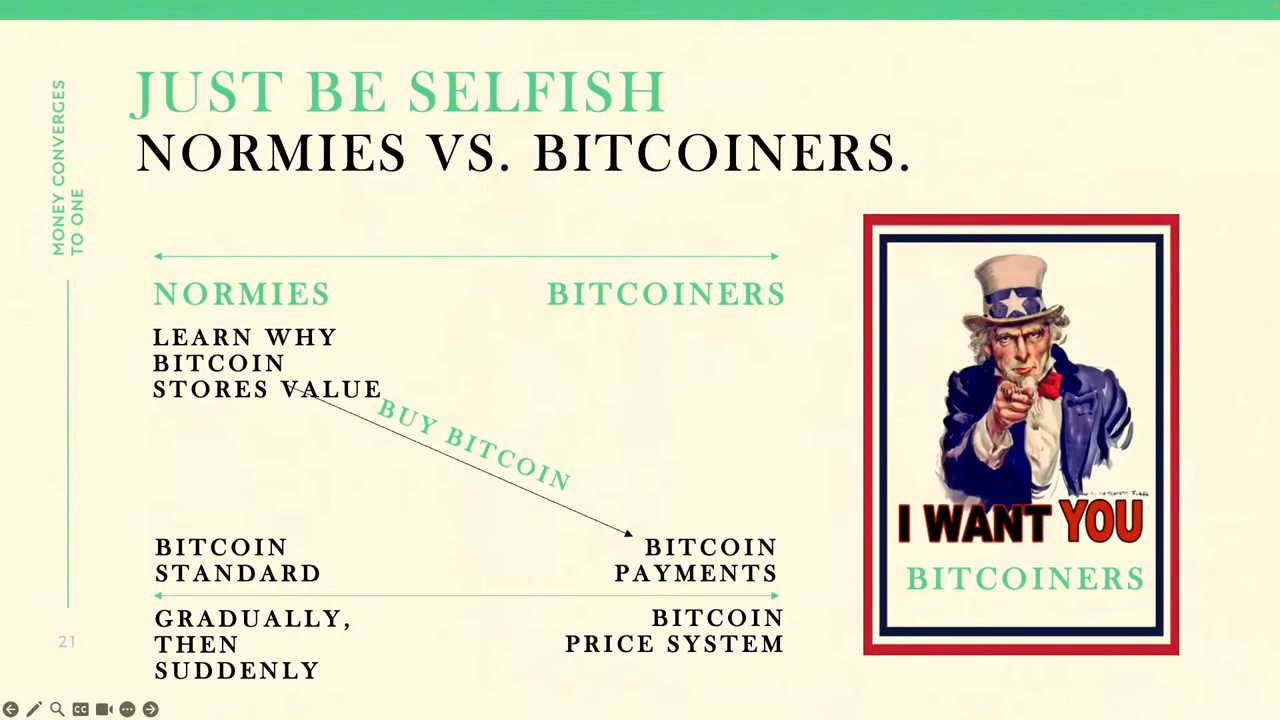 MONEY CONVERGES
TO ONE
JUST BE SELFISH
NORMIES VS. BITCOINERS.
NORMIES
BITCOINERS
LEARN WHY
BITCOIN
STORES VALUE
BUY BITCOIN
BITCOIN
STANDARD
BITCOIN
PAYMENTS
GRADUALLY,
THEN
SUDDENLY
BITCOIN
PRICE SYSTEM
I WANT YOU
BITCOINERS
21
CC